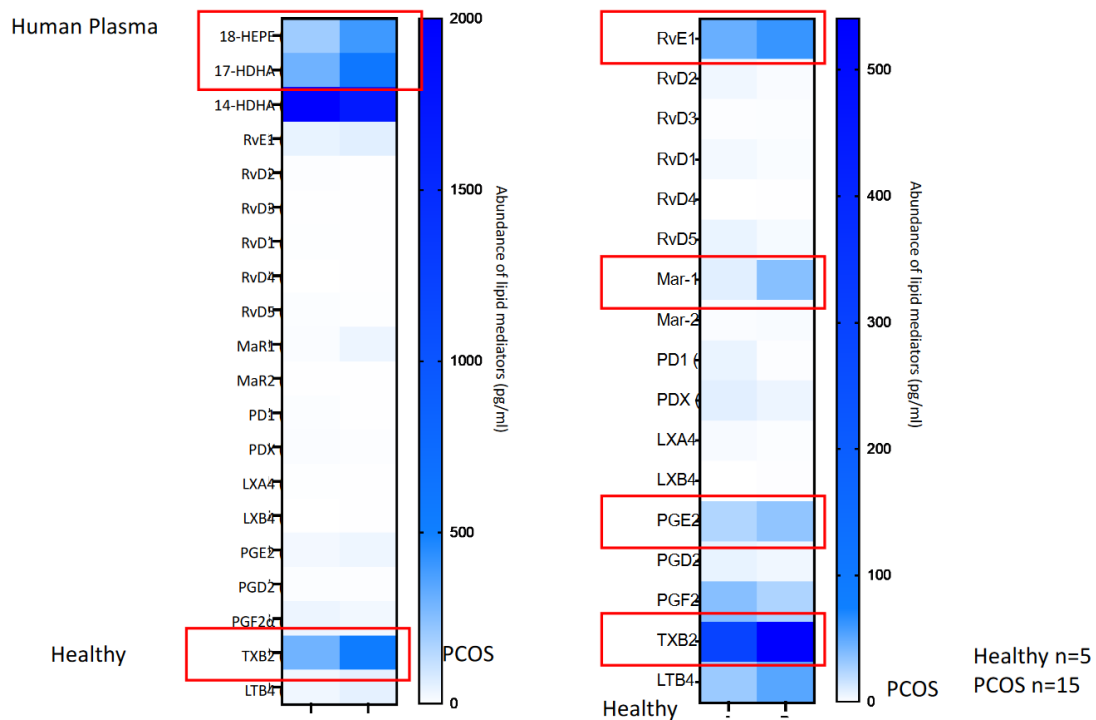 Human Plasma
18-HEPE
17-HDHA
14-HDHA
RvE1
RvD2
RvD3
RvD1
RvD4
RvD5
MaR1
MaR2
PD1
PDX
LXA4
LXB4
PGE2
PGD2
PGF2α
TXB2
LTB4
Healthy
PCOS
2000
1500
1000
500
0
Abundance of lipid mediators (pg/ml)
RvE1
RvD2
RvD3
RvD1
RvD4
RvD5
Mar-1
Mar-2
PD1 (
PDX (
LXA4
LXB4
PGE2
PGD2
PGF2
TXB2
LTB4
Healthy
PCOS
500
400
300
200
100
0
Abundance of lipid mediators (pg/ml)
Healthy n=5
PCOS n=15